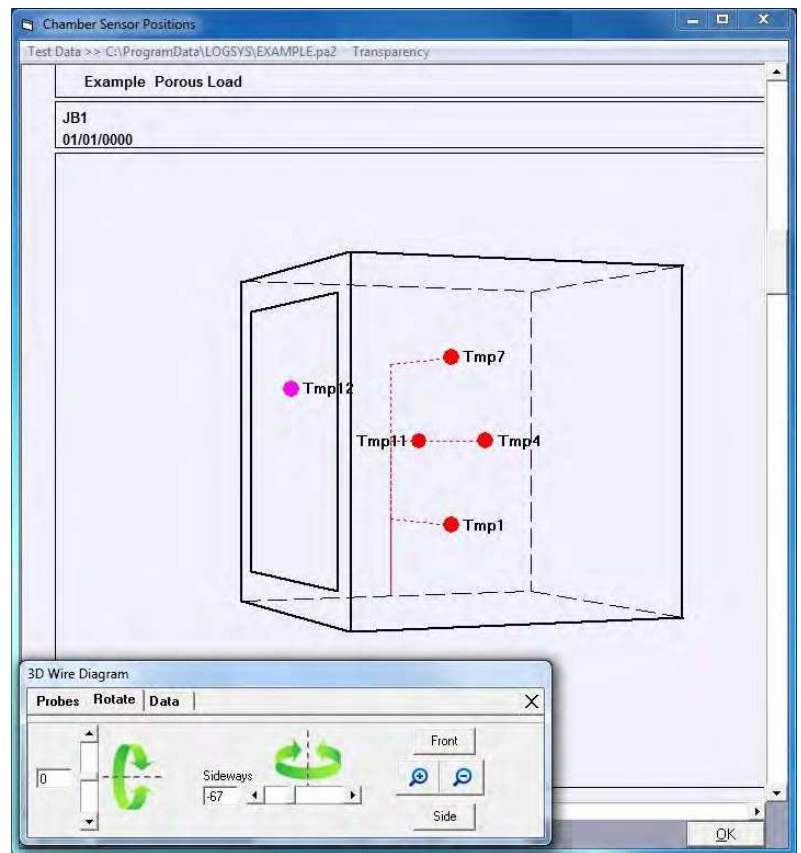 Chamber Sensor Positions
Test Data >> C:\ProgramData\LOGSYS\EXAMPLE.pa2 Transparency
Example Porous Load
JB1
01/01/0000
Tmp7
Tmp12
Tmp11 Tmp4
Tmp1
3D Wire Diagram
Probes Rotate Data
Front
0 Sideways
-67
Side
OK